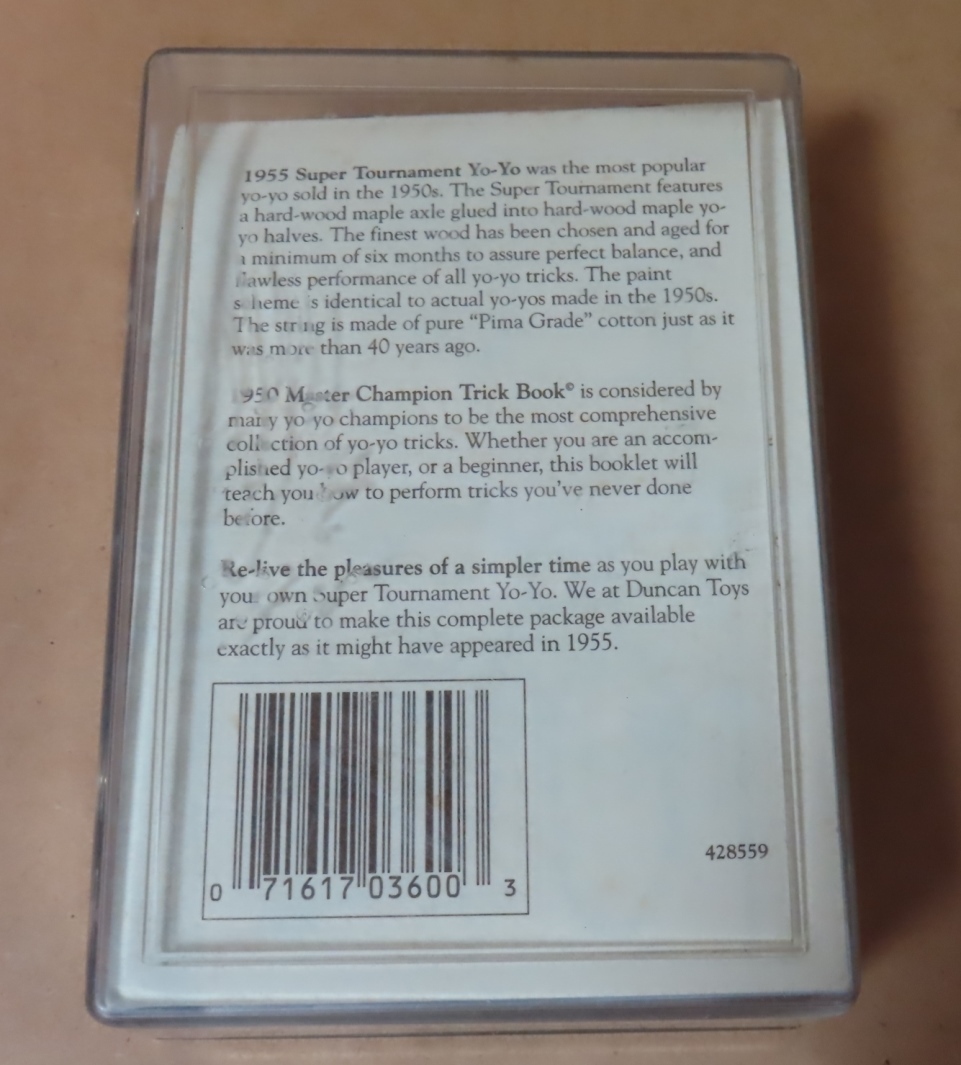 1955 Super Tournament Yo-Yo was the most popular
yo-yo sold in the 1950s. The Super Tournament features
a hard-wood maple axle glued into hard-wood maple yo-
yo halves. The finest wood has been chosen and aged for
a minimum of six months to assure perfect balance, and
flawless performance of all yo-yo tricks. The paint
scheme is identical to actual yo-yos made in the 1950s.
The string is made of pure “Pima Grade” cotton just as it
was more than 40 years ago.
1950 Master Champion Trick Book© is considered by
many yo-yo champions to be the most comprehensive
collection of yo-yo tricks. Whether you are an accom-
plished yo-yo player, or a beginner, this booklet will
teach you how to perform tricks you've never done
before.
Re-live the pleasures of a simpler time as you play with
your own Super Tournament Yo-Yo. We at Duncan Toys
are proud to make this complete package available
exactly as it might have appeared in 1955.
428559
0 71617 03600 3